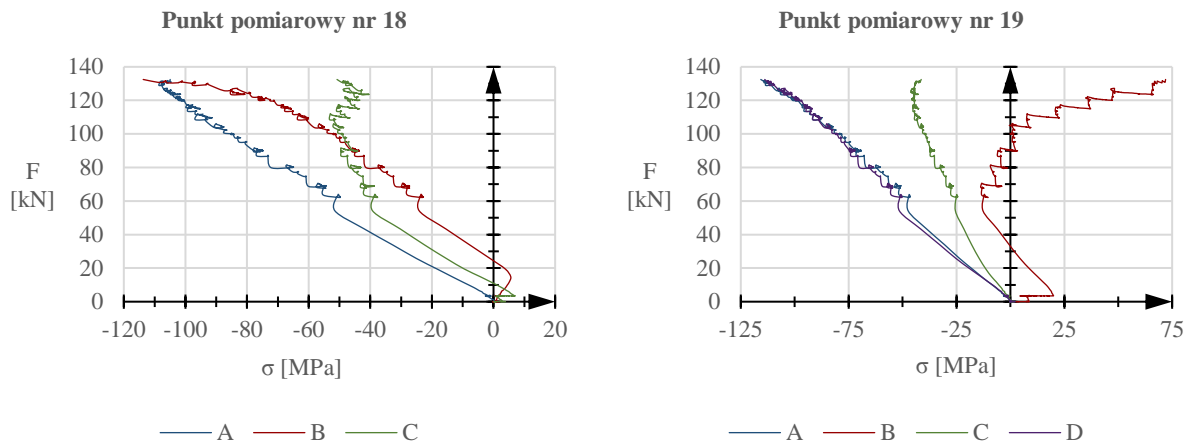 Punkt pomiarowy nr 18
140
120
100
80
60
40
20
0
F
[kN]
-120 -100 -80 -60 -40 -20 0 20
σ [MPa]
A B C
Punkt pomiarowy nr 19
140
120
100
80
60
40
20
0
F
[kN]
-125 -75 -25 25 75
σ [MPa]
A B C D